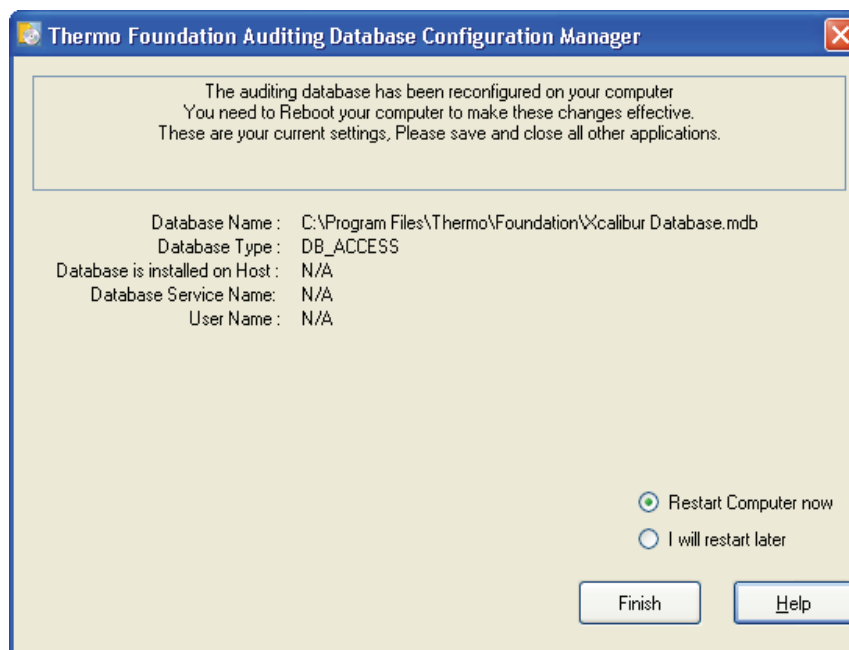 Thermo Foundation Auditing Database Configuration Manager
The auditing database has been reconfigured on your computer
You need to Reboot your computer to make these changes effective.
These are your current settings, Please save and close all other applications.
Database Name : C:\Program Files\Thermo\Foundation\Xcalibur Database.mdb
Database Type : DB_ACCESS
Database is installed on Host : N/A
Database Service Name: N/A
User Name : N/A
Restart Computer now
I will restart later
Finish Help